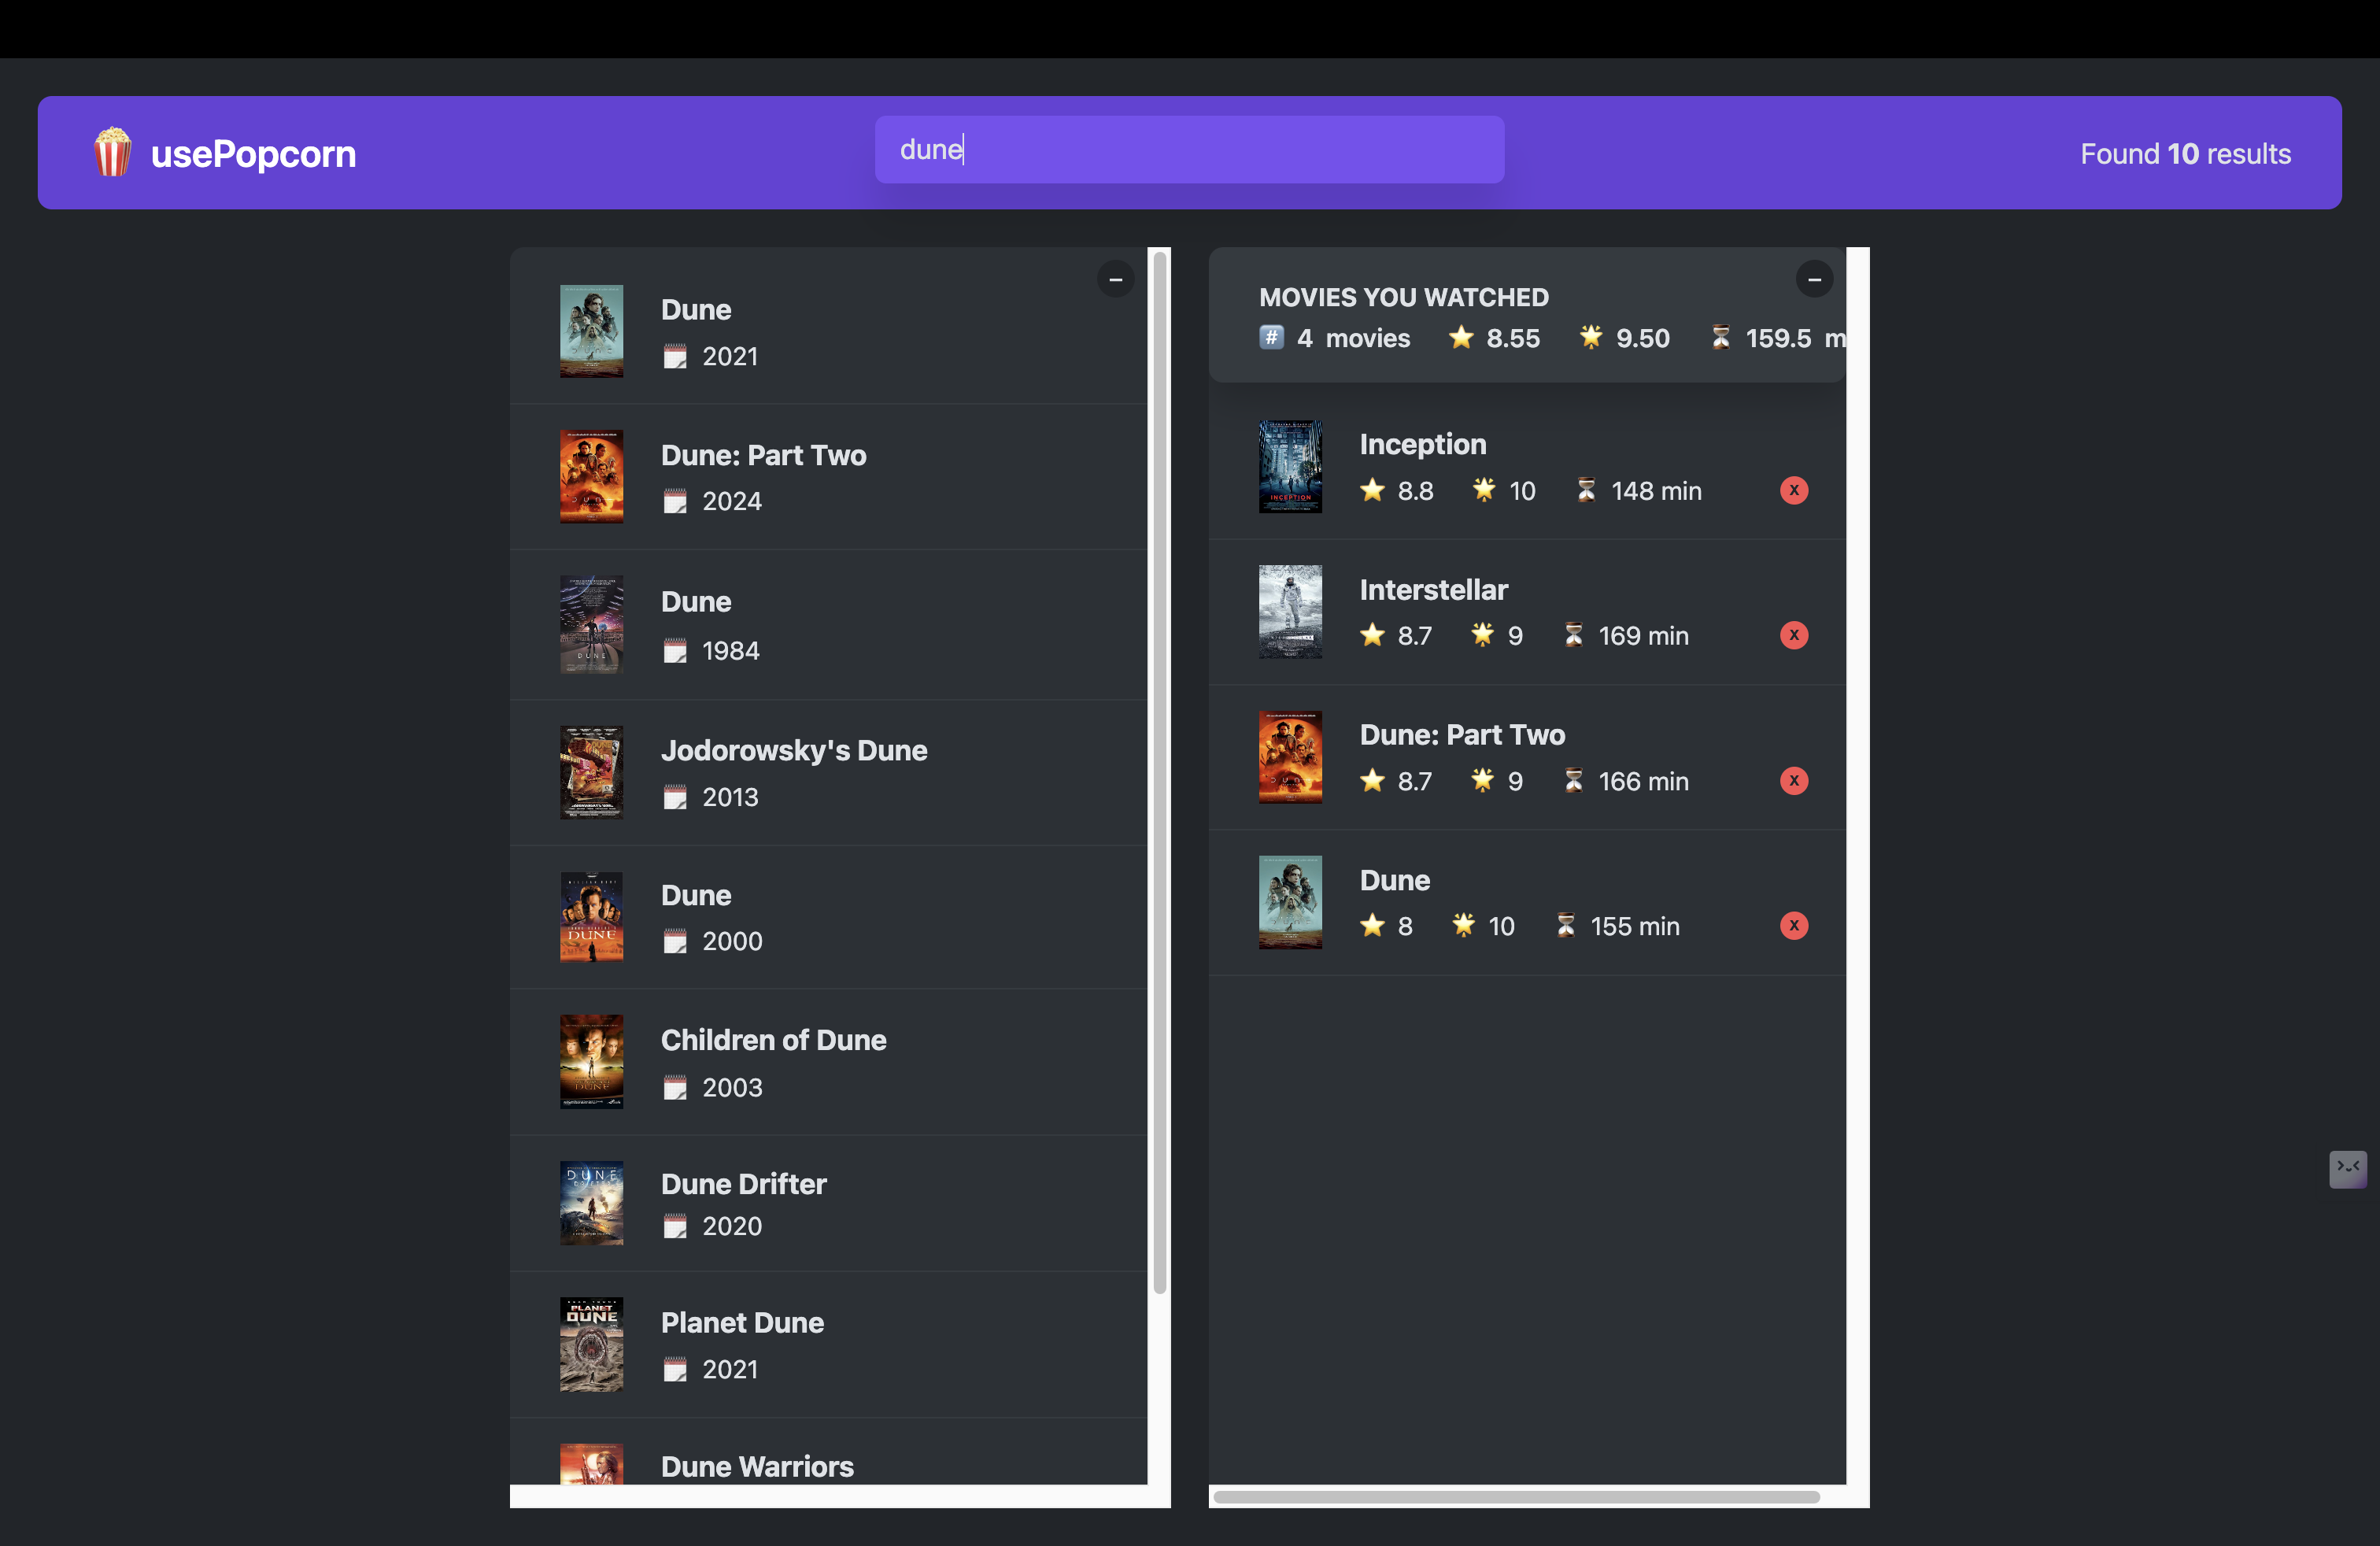 usePopcorn
dune
Found 10 results
Dune
2021
Dune: Part Two
2024
Dune
1984
Jodorowsky's Dune
2013
Dune
2000
Children of Dune
2003
Dune Drifter
2020
Planet Dune
2021
Dune Warriors
MOVIES YOU WATCHED
# 4 movies 8.55 9.50 159.5 m
Inception
8.8 10 148 min X
Interstellar
8.7 9 169 min X
Dune: Part Two
8.7 9 166 min X
Dune
8 10 155 min X